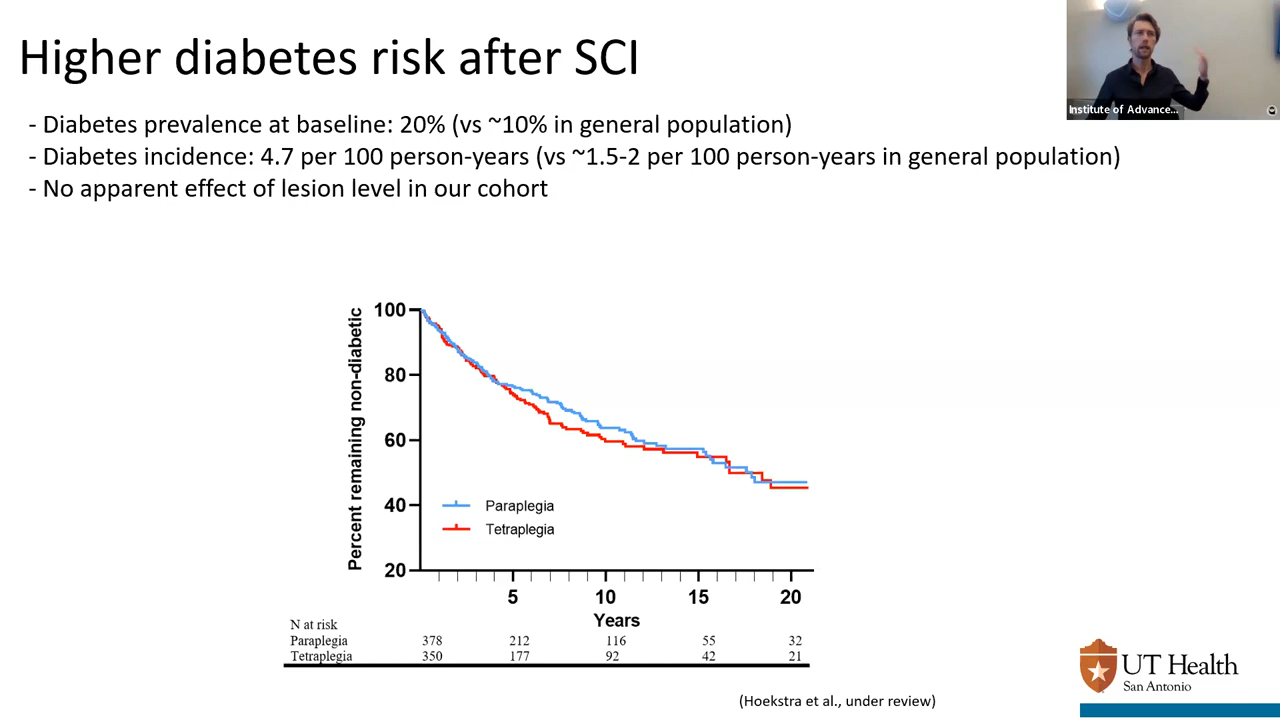 Higher diabetes risk after SCI
- Diabetes prevalence at baseline: 20% (vs ~10% in general population)
- Diabetes incidence: 4.7 per 100 person-years (vs ~1.5-2 per 100 person-years in general population)
- No apparent effect of lesion level in our cohort
Institute of Advance...
Percent remaining non-diabetic
100
80
60
40
20
Paraplegia
Tetraplegia
5 10 15 20
Years
N at risk
Paraplegia 378 212 116 55 32
Tetraplegia 350 177 92 42 21
(Hoekstra et al., under review)
UT Health
San Antonio